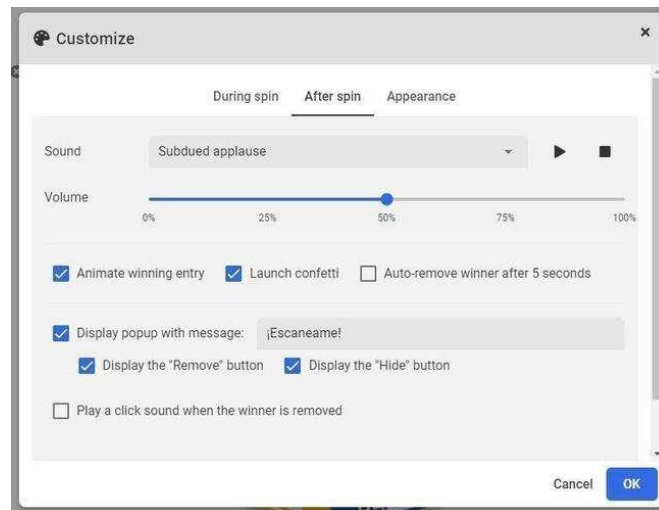 Customize
During spin After spin Appearance
Sound Subdued applause
Volume
0% 25% 50% 75% 100%
Animate winning entry Launch confetti Auto-remove winner after 5 seconds
Display popup with message: ¡Escaneame!
Display the "Remove" button Display the "Hide" button
Play a click sound when the winner is removed
Cancel OK